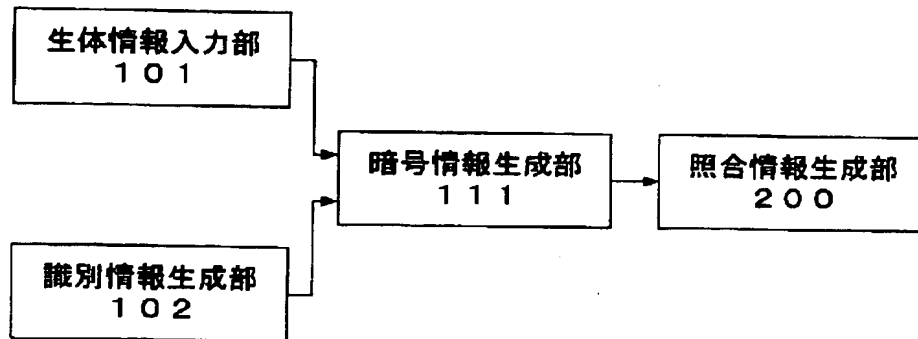 生体情報入力部
１０１
暗号情報生成部
１１１
照合情報生成部
２００
識別情報生成部
１０２